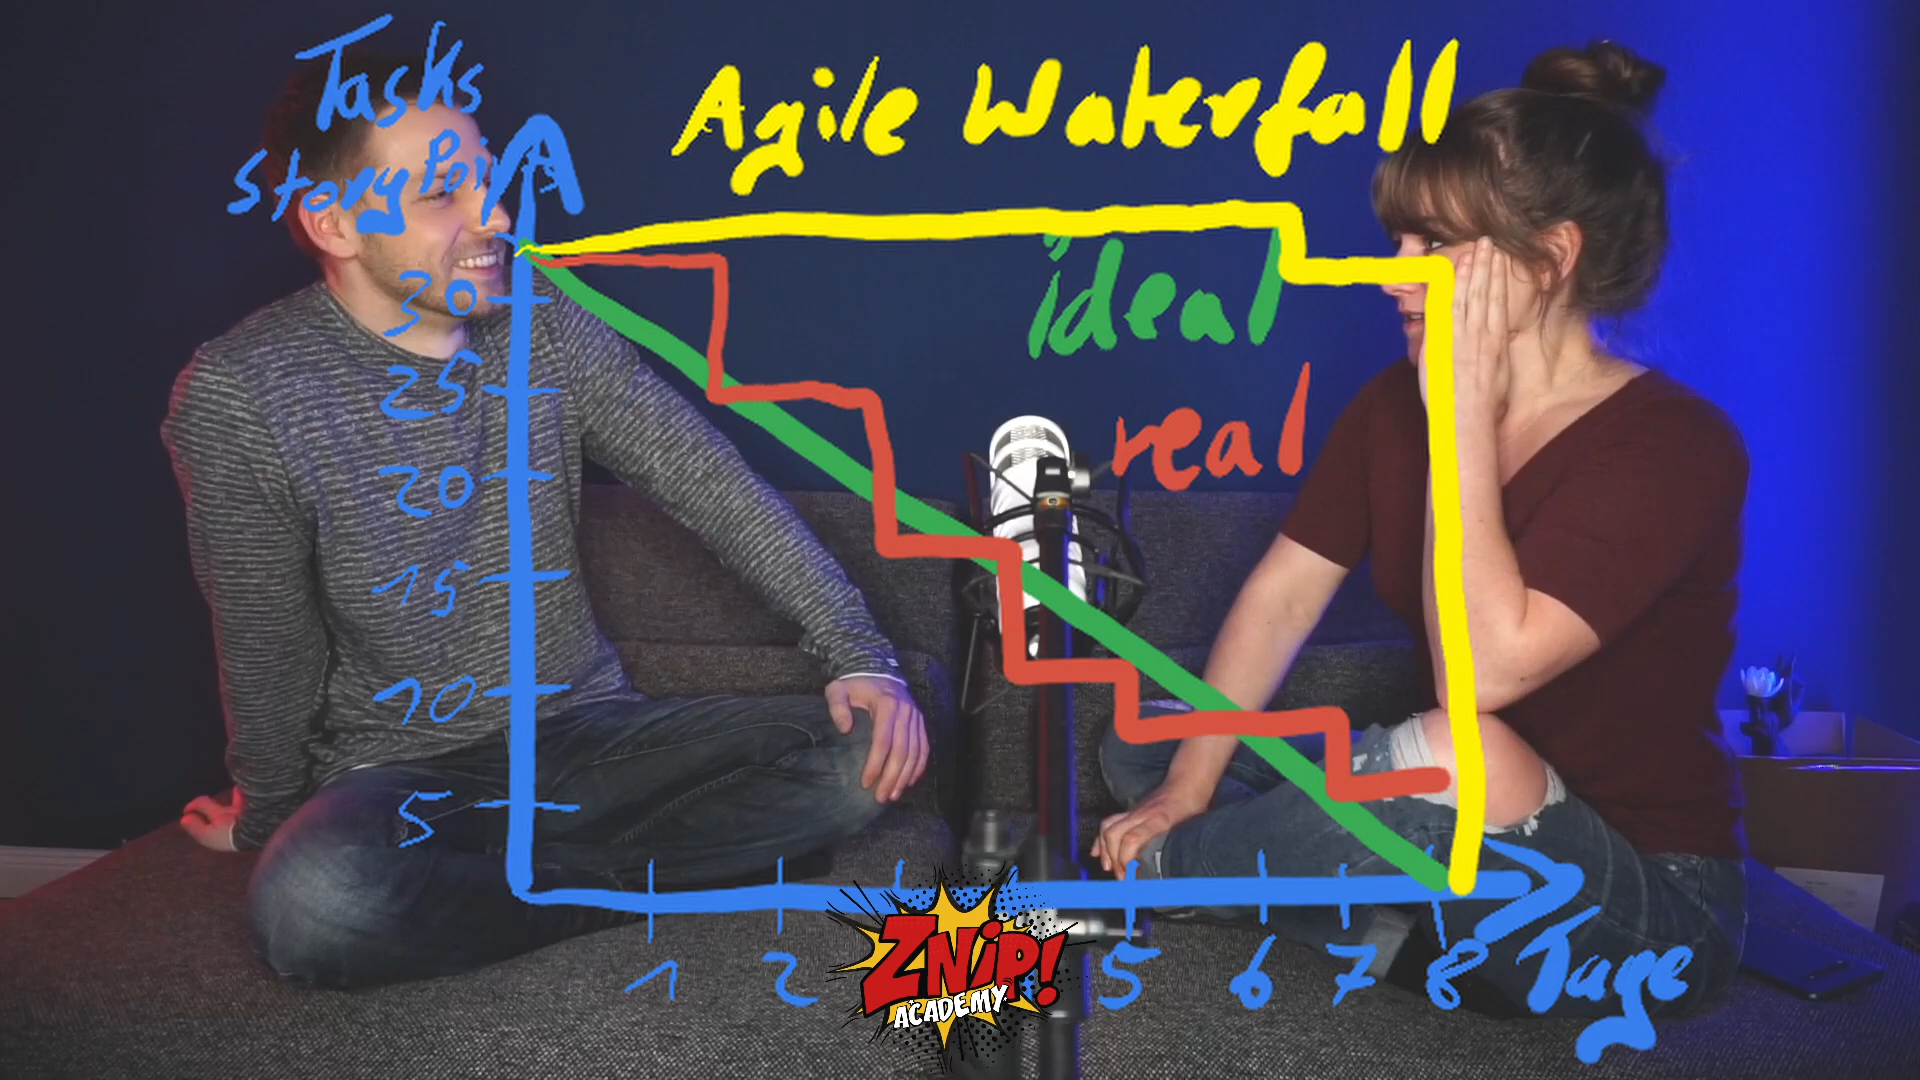 Tasks
Agile Waterfall
Story Points
ideal
30
25
real
20
15
10
5
1 2 5 6 7 8 Tage
ZNiP!
ACADEMY